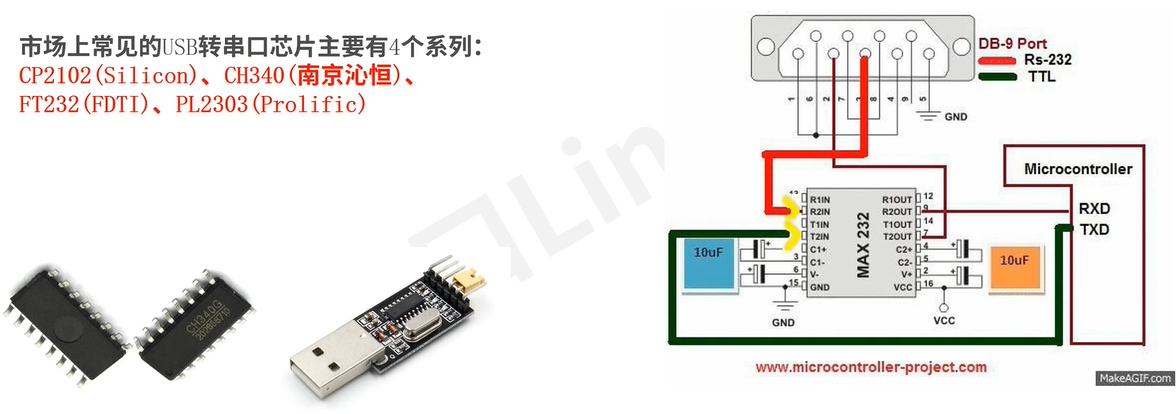 市场上常见的USB转串口芯片主要有4个系列：
CP2102(Silicon)、CH340(南京沁恒)、
FT232(FDTI)、PL2303(Prolific)
Lin
CH340G
DB-9 Port
Rs-232
TTL
1 6 2 7 3 8 4 9 5
GND
Microcontroller
RXD
TXD
MAX 232
13 R1IN R1OUT 12
R2IN R2OUT 9
T1IN T1OUT 14
T2IN T2OUT 7
C1+ C2+ 4
3 C1- C2- 5
6 V- V+ 2
15 GND VCC 16
10uF
10uF
+
+
+
+
GND
VCC
www.microcontroller-project.com
MakeAGIF.com